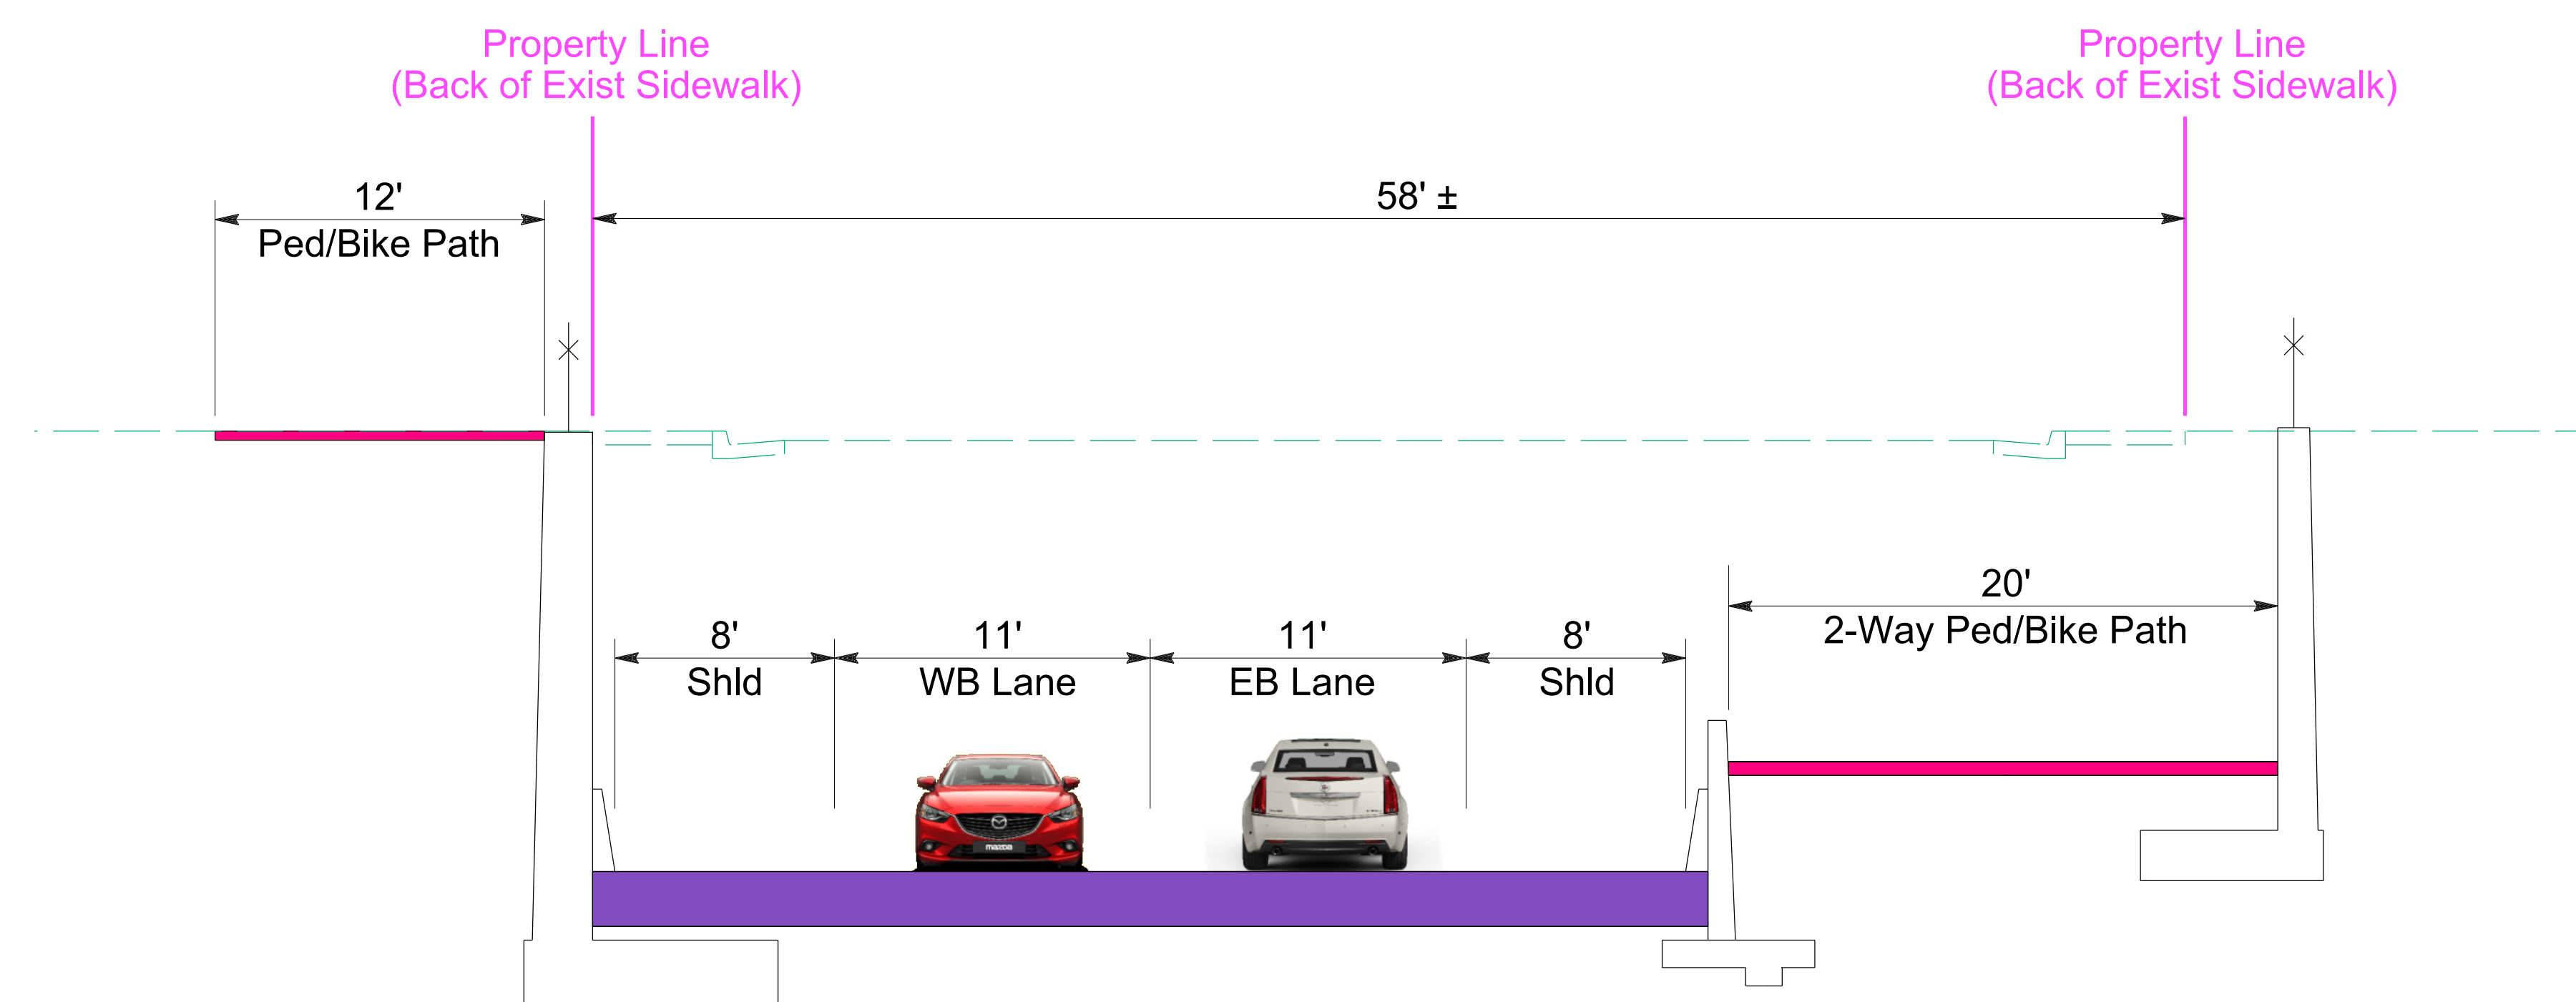 Property Line
(Back of Exist Sidewalk)
Property Line
(Back of Exist Sidewalk)
12'
Ped/Bike Path
58' ±
20'
2-Way Ped/Bike Path
8'
Shld
11'
WB Lane
11'
EB Lane
8'
Shld
mazda